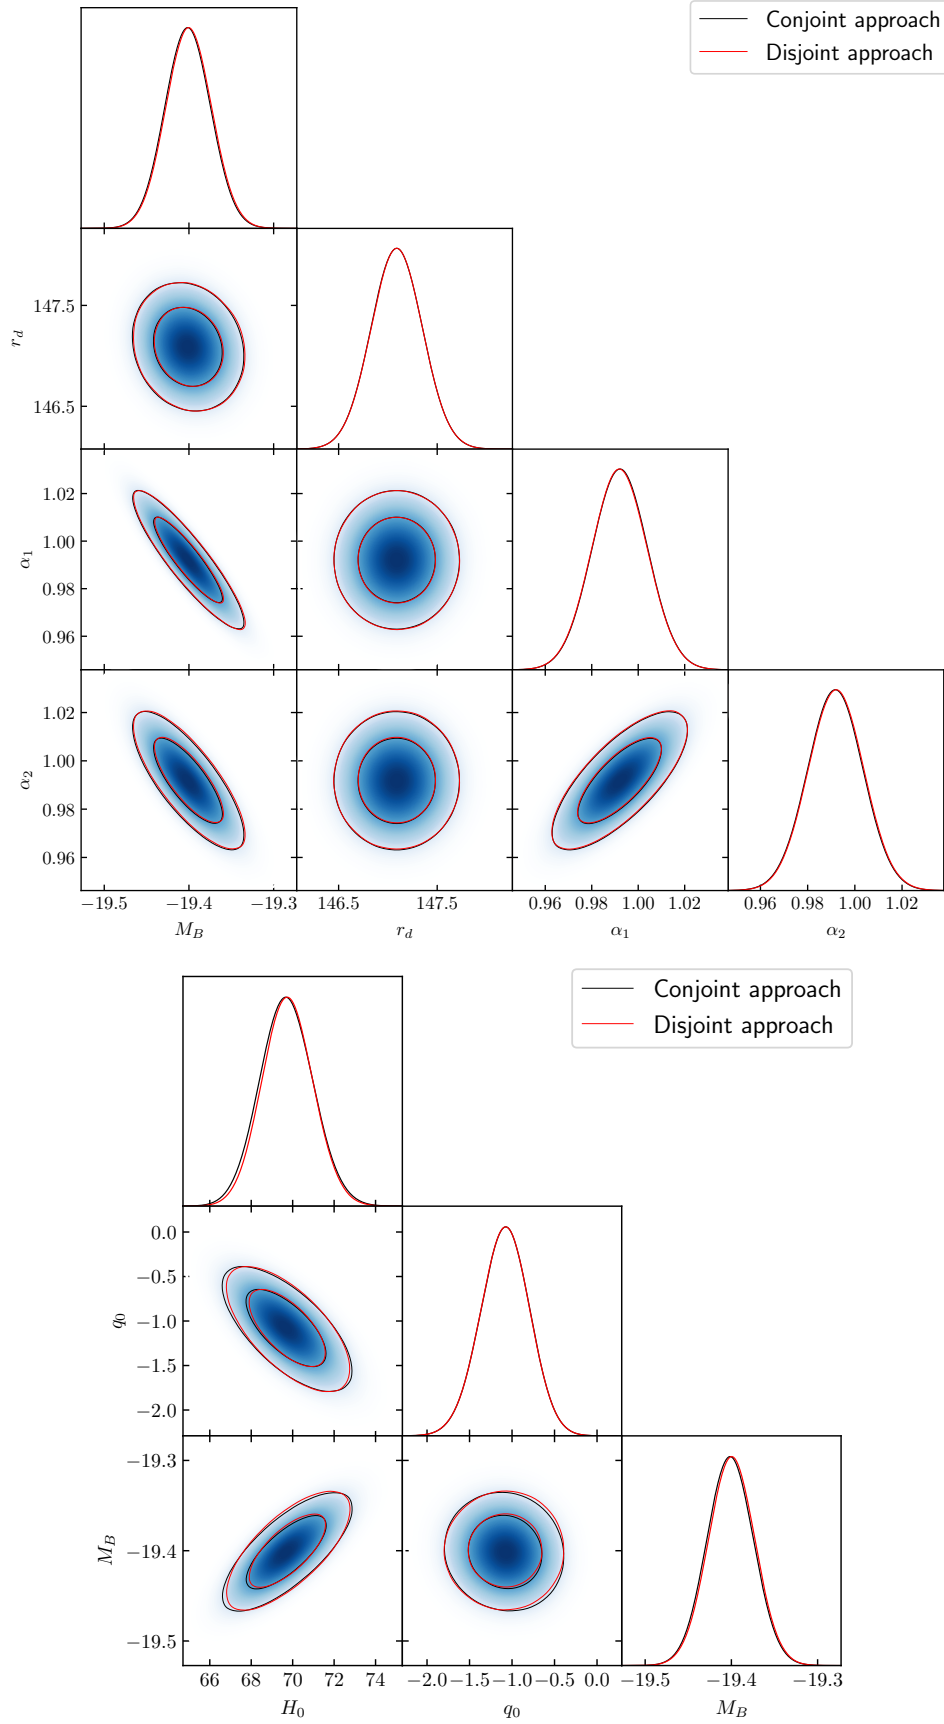 Conjoint approach
Disjoint approach
147.5
146.5
r_d
1.02
1.00
0.98
0.96
α_1
1.02
1.00
0.98
0.96
α_2
−19.5 −19.4 −19.3
146.5 147.5
0.96 0.98 1.00 1.02
0.96 0.98 1.00 1.02
M_B
r_d
α_1
α_2
Conjoint approach
Disjoint approach
0.0
−0.5
−1.0
−1.5
−2.0
q_0
−19.3
−19.4
−19.5
M_B
66 68 70 72 74
−2.0 −1.5 −1.0 −0.5 0.0
−19.5 −19.4 −19.3
H_0
q_0
M_B